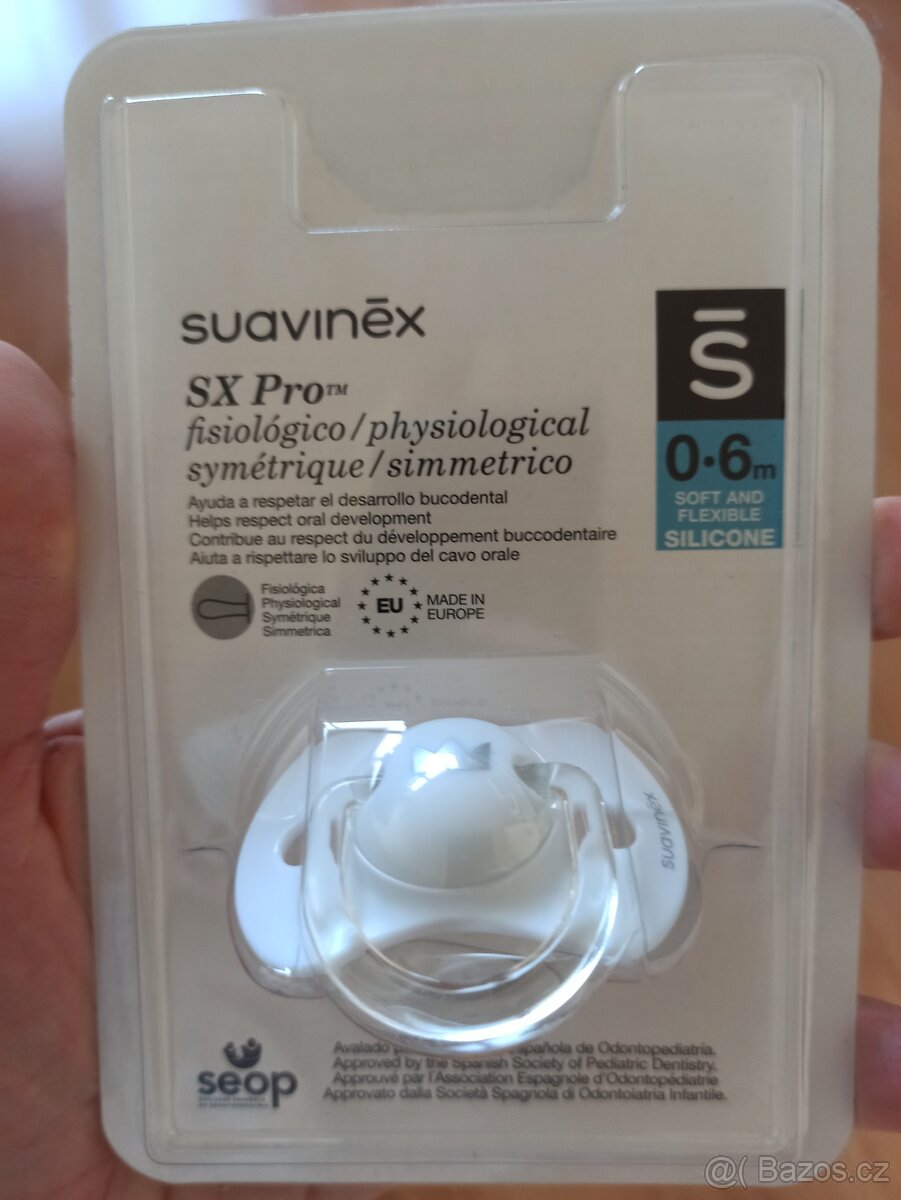 suavinēx
SX Pro™
fisiológico/physiological
symétrique/simmetrico
Ayuda a respetar el desarrollo bucodental
Helps respect oral development
Contribue au respect du développement buccodentaire
Aiuta a rispettare lo sviluppo del cavo orale
s̄
0•6m
SOFT AND
FLEXIBLE
SILICONE
Fisiológica
Physiological
Symétrique
Simmetrica
EU
MADE IN
EUROPE
suavinēx
seop
Avalado española de Odontopediatría.
Approved by the Spanish Society of Pediatric Dentistry.
Approuvé par l'Association Espagnole d'Odontopédiatrie
Approvato dalla Società Spagnola di Odontoiatria Infantile.
@( Bazos.cz